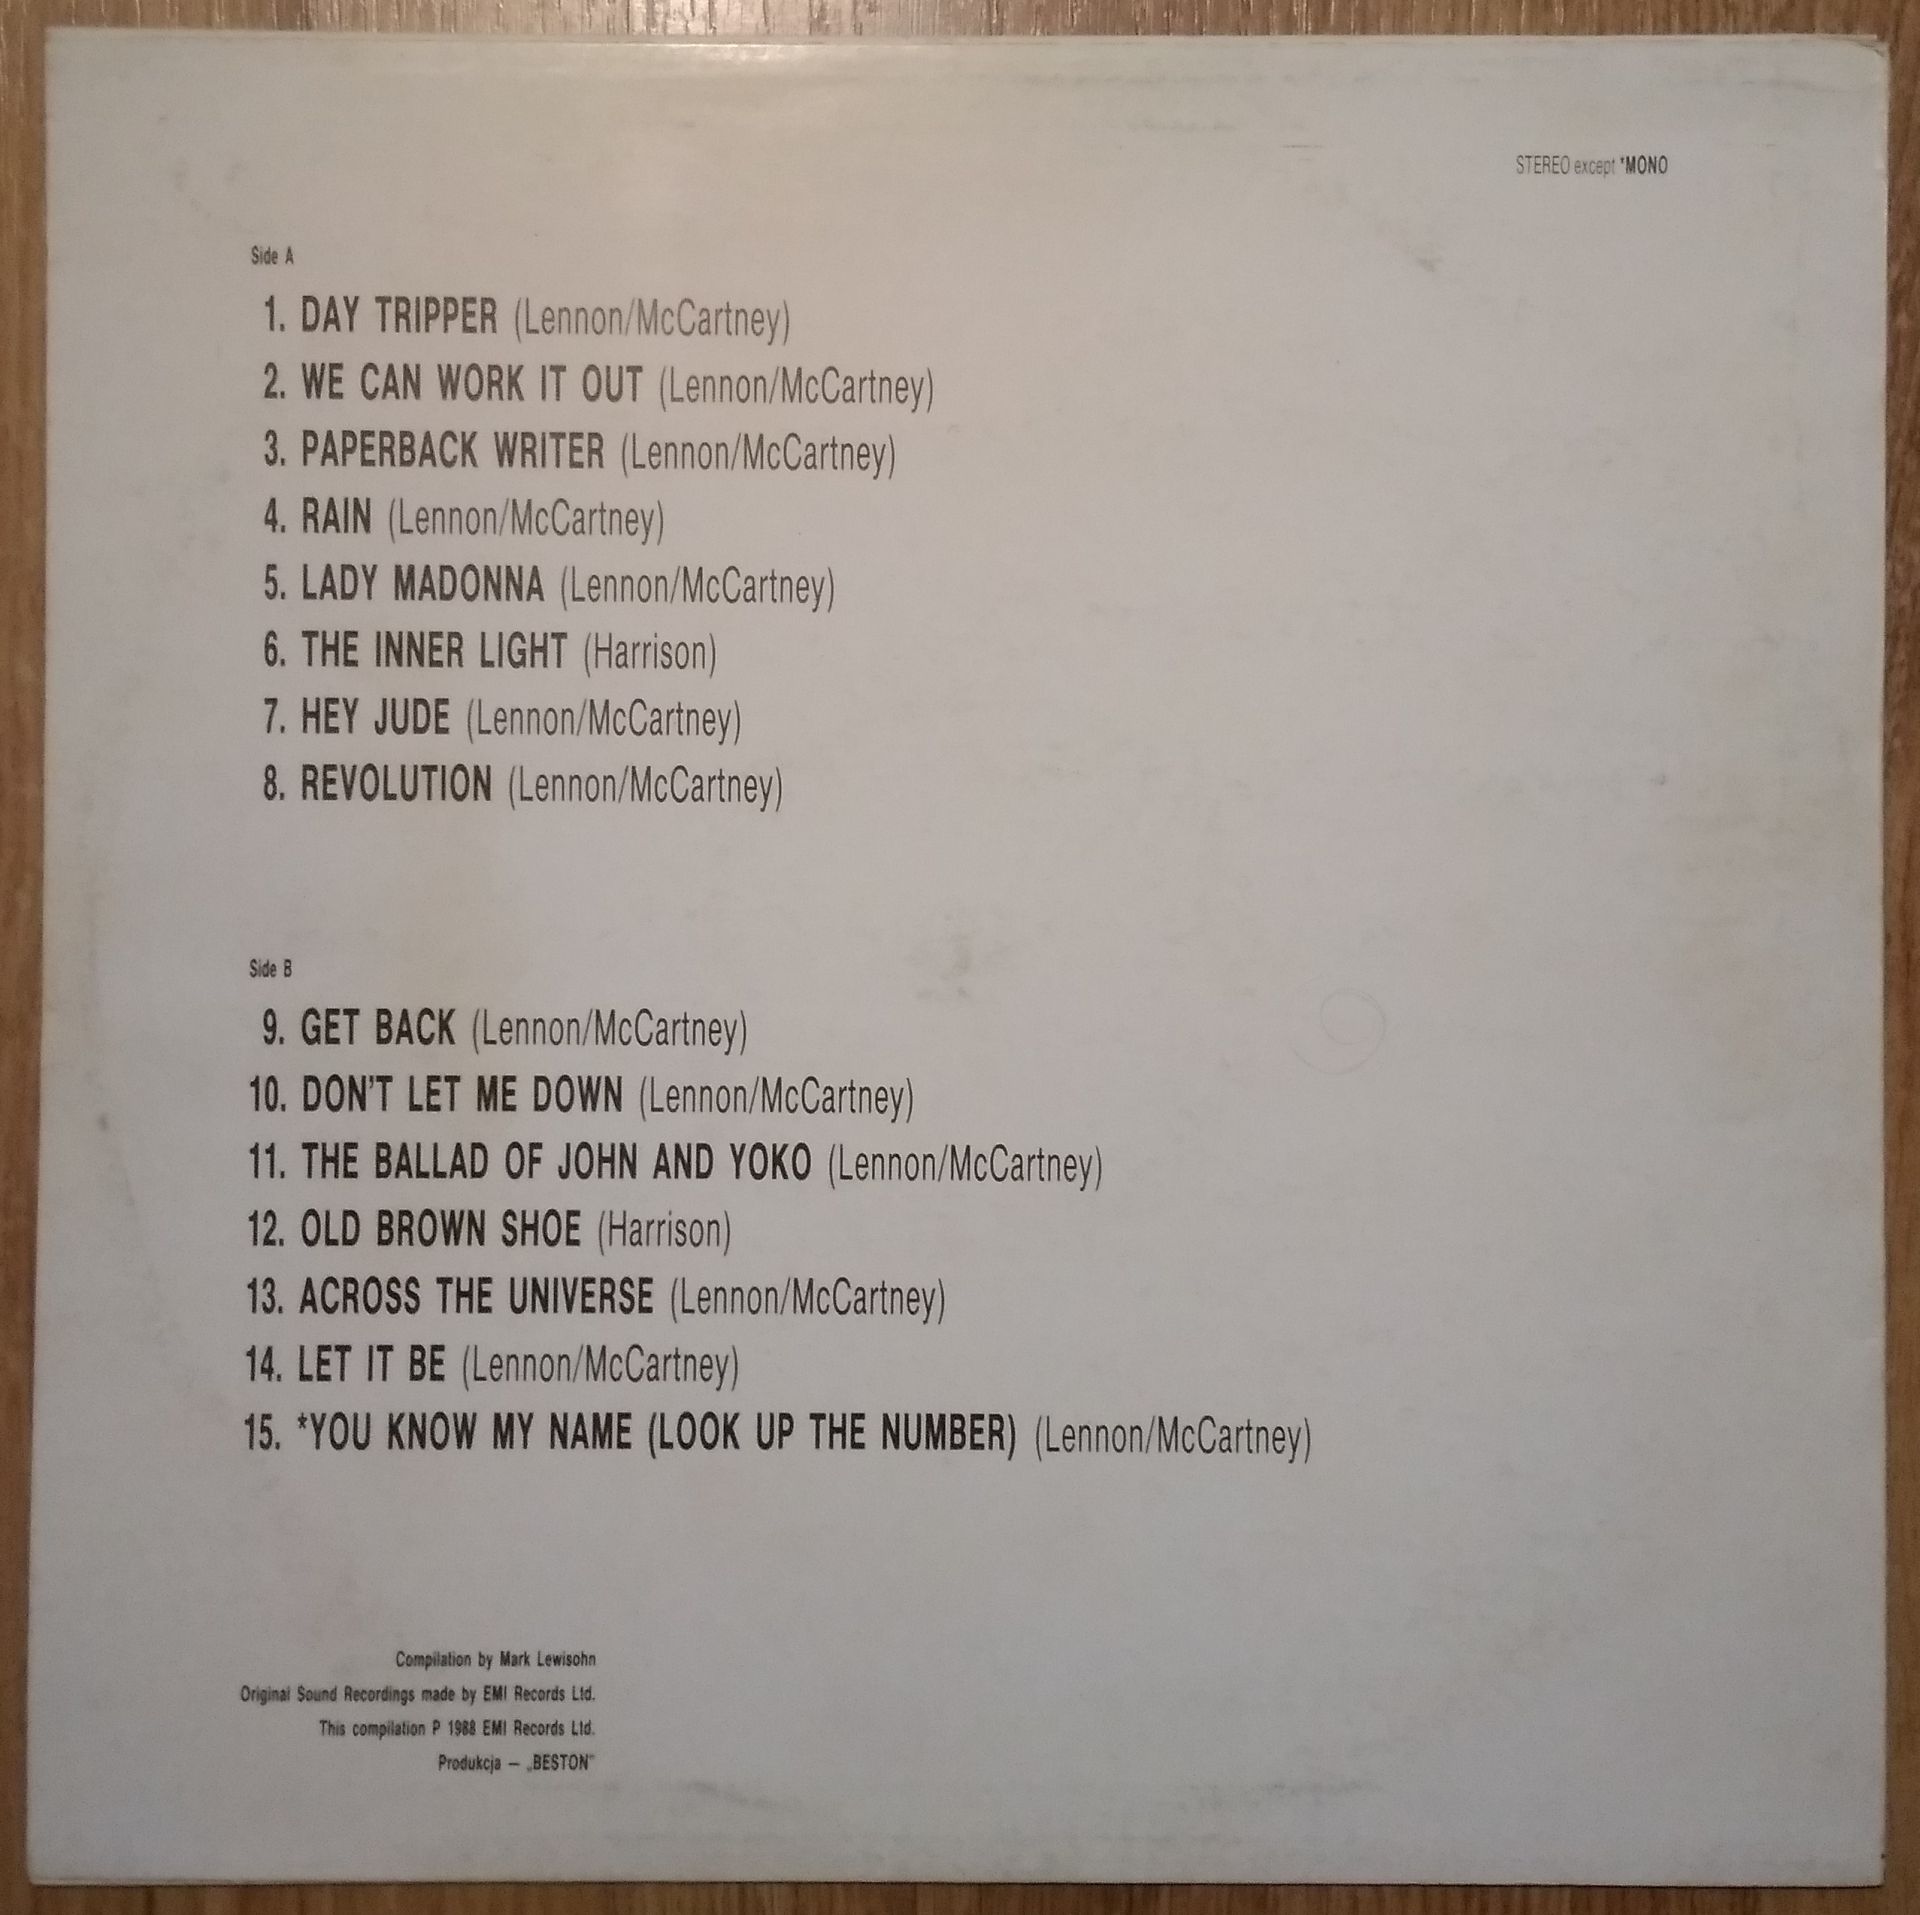 STEREO except *MONO
Side A
1. DAY TRIPPER (Lennon/McCartney)
2. WE CAN WORK IT OUT (Lennon/McCartney)
3. PAPERBACK WRITER (Lennon/McCartney)
4. RAIN (Lennon/McCartney)
5. LADY MADONNA (Lennon/McCartney)
6. THE INNER LIGHT (Harrison)
7. HEY JUDE (Lennon/McCartney)
8. REVOLUTION (Lennon/McCartney)
Side B
9. GET BACK (Lennon/McCartney)
10. DON'T LET ME DOWN (Lennon/McCartney)
11. THE BALLAD OF JOHN AND YOKO (Lennon/McCartney)
12. OLD BROWN SHOE (Harrison)
13. ACROSS THE UNIVERSE (Lennon/McCartney)
14. LET IT BE (Lennon/McCartney)
15. *YOU KNOW MY NAME (LOOK UP THE NUMBER) (Lennon/McCartney)
Compilation by Mark Lewisohn
Original Sound Recordings made by EMI Records Ltd.
This compilation P 1988 EMI Records Ltd.
Produkcja – „BESTON”